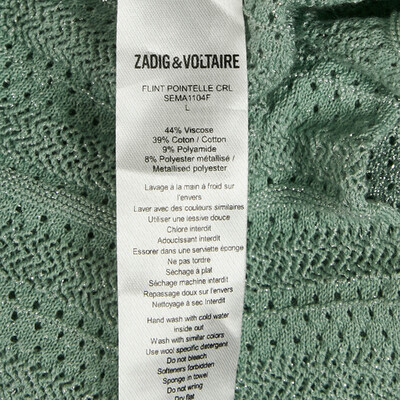 ZADIG&VOLTAIRE
FLINT POINTELLE CRL
SEMA1104F
L
44% Viscose
39% Coton / Cotton
9% Polyamide
8% Polyester métallisé /
Metallised polyester
Lavage à la main à froid sur
l'envers
Laver avec des couleurs similaires
Utiliser une lessive douce
Chlore interdit
Adoucissant interdit
Essorer dans une serviette éponge
Ne pas tordre
Séchage à plat
Séchage machine interdit
Repassage doux sur l'envers
Nettoyage à sec Interdit
Hand wash with cold water
inside out
Wash with similar colors
Use wool specific detergent
Do not bleach
Softeners forbidden
Sponge in towel
Do not wring
Dry flat